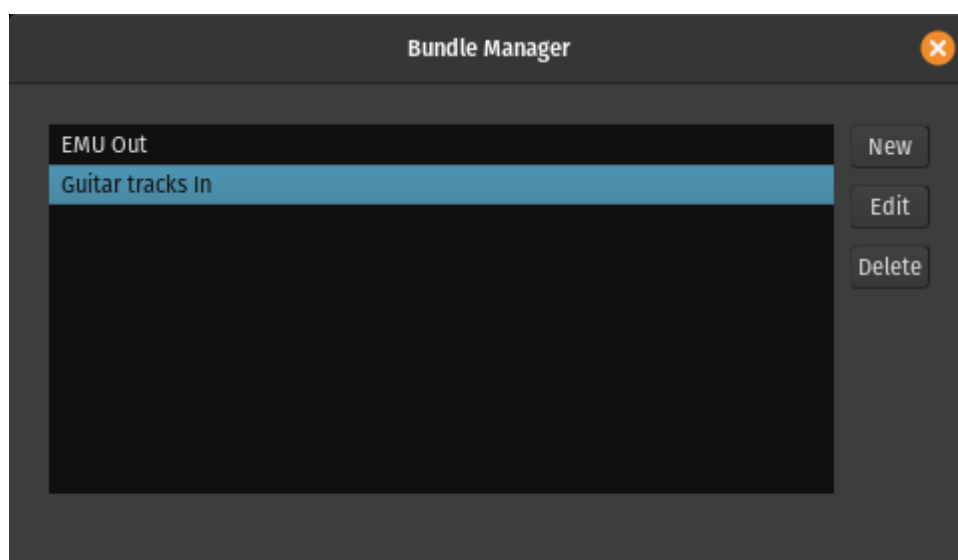 Bundle Manager
EMU Out
Guitar tracks In
New
Edit
Delete